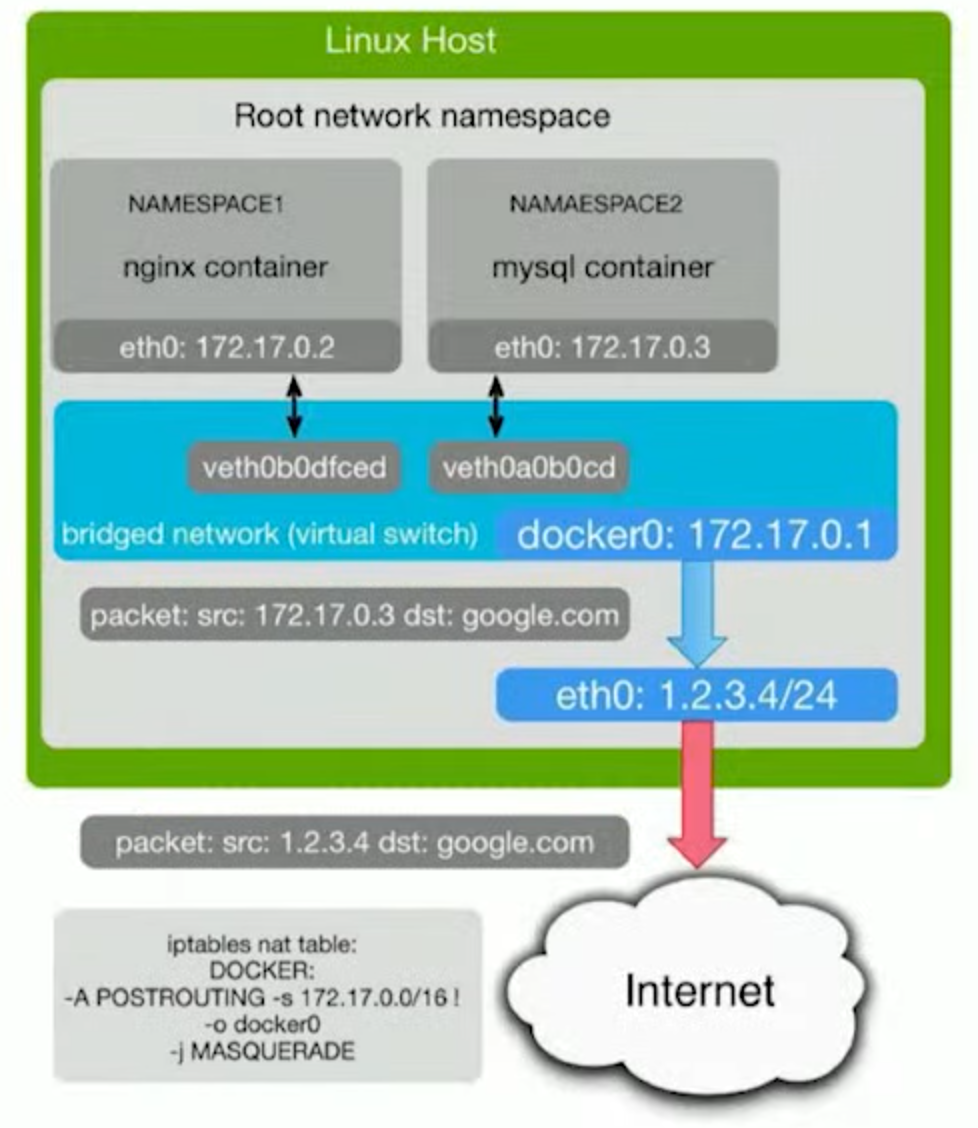 Linux Host
Root network namespace
NAMESPACE1
nginx container
eth0: 172.17.0.2
NAMAESPACE2
mysql container
eth0: 172.17.0.3
veth0b0dfced
veth0a0b0cd
bridged network (virtual switch)
docker0: 172.17.0.1
packet: src: 172.17.0.3 dst: google.com
eth0: 1.2.3.4/24
packet: src: 1.2.3.4 dst: google.com
iptables nat table:
DOCKER:
-A POSTROUTING -s 172.17.0.0/16 !
-o docker0
-j MASQUERADE
Internet